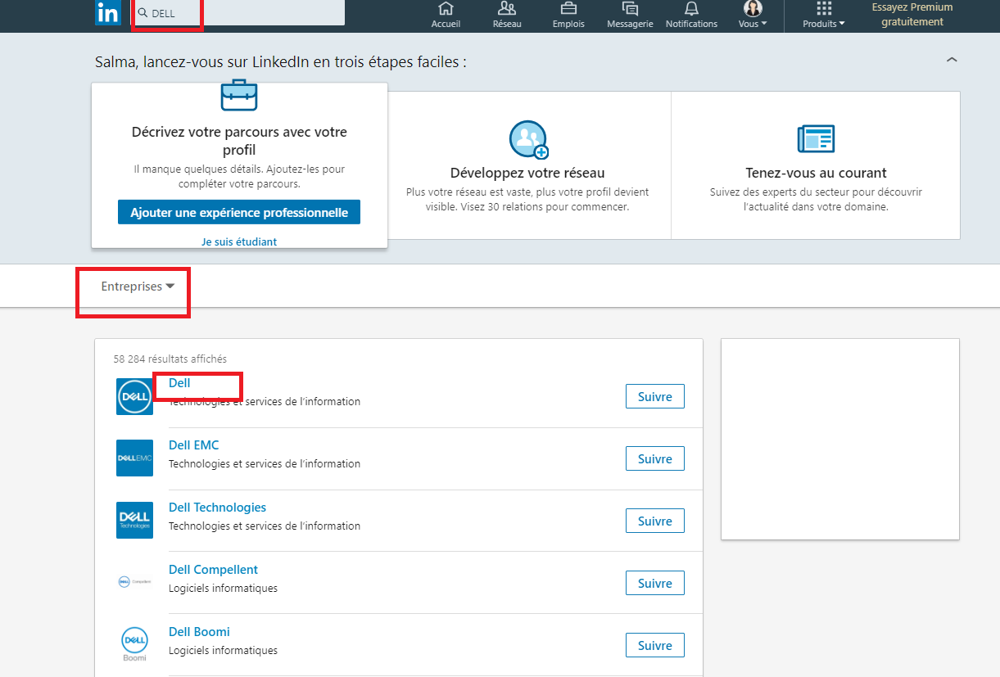 in
DELL
Accueil
Réseau
Emplois
Messagerie
Notifications
Vous
Produits
Essayez Premium
gratuitement
Salma, lancez-vous sur LinkedIn en trois étapes faciles :
Décrivez votre parcours avec votre
profil
Il manque quelques détails. Ajoutez-les pour
compléter votre parcours.
Ajouter une expérience professionnelle
Je suis étudiant
Développez votre réseau
Plus votre réseau est vaste, plus votre profil devient
visible. Visez 30 relations pour commencer.
Tenez-vous au courant
Suivez des experts du secteur pour découvrir
l'actualité dans votre domaine.
Entreprises
58 284 résultats affichés
DELL
Dell
Technologies et services de l'information
Suivre
DELL EMC
Dell EMC
Technologies et services de l'information
Suivre
DELL
Technologies
Dell Technologies
Technologies et services de l'information
Suivre
DELL Compellent
Dell Compellent
Logiciels informatiques
Suivre
DELL
Boomi
Dell Boomi
Logiciels informatiques
Suivre